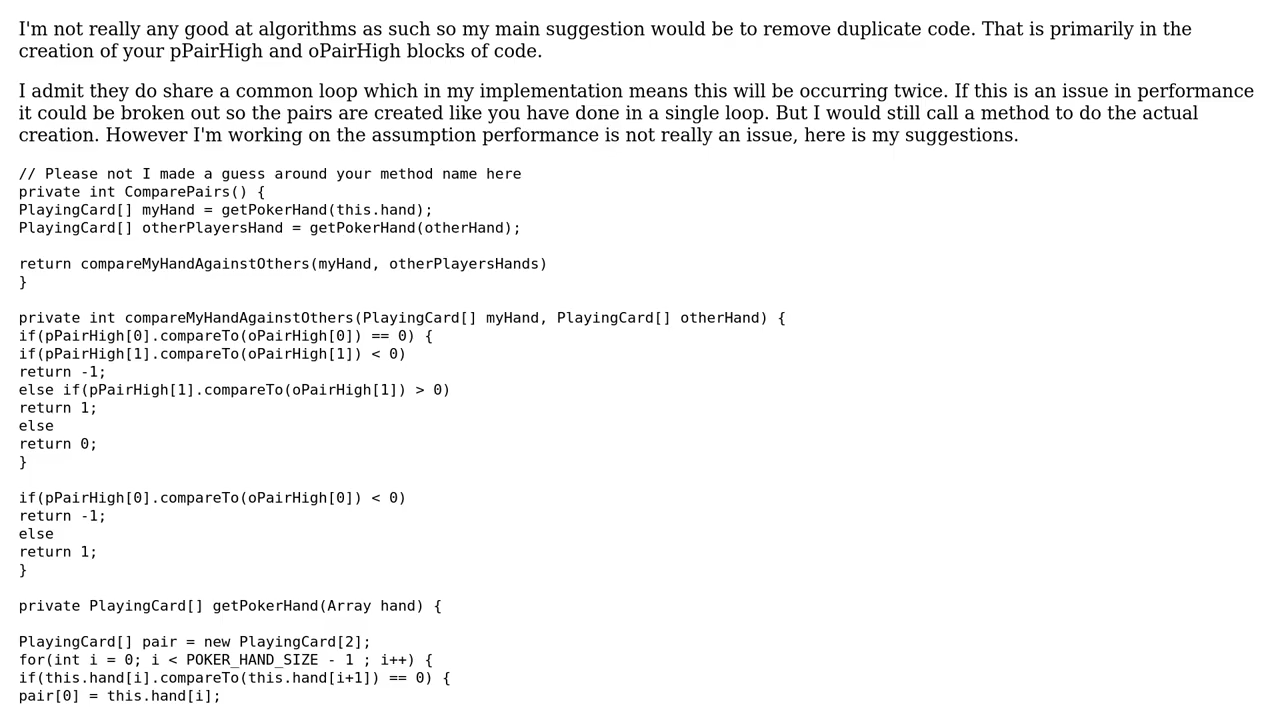 I'm not really any good at algorithms as such so my main suggestion would be to remove duplicate code. That is primarily in the
creation of your pPairHigh and oPairHigh blocks of code.
I admit they do share a common loop which in my implementation means this will be occurring twice. If this is an issue in performance
it could be broken out so the pairs are created like you have done in a single loop. But I would still call a method to do the actual
creation. However I'm working on the assumption performance is not really an issue, here is my suggestions.
// Please not I made a guess around your method name here
private int ComparePairs() {
PlayingCard[] myHand = getPokerHand(this.hand);
PlayingCard[] otherPlayersHand = getPokerHand(otherHand);
return compareMyHandAgainstOthers(myHand, otherPlayersHands)
}
private int compareMyHandAgainstOthers(PlayingCard[] myHand, PlayingCard[] otherHand) {
if(pPairHigh[0].compareTo(oPairHigh[0]) == 0) {
if(pPairHigh[1].compareTo(oPairHigh[1]) < 0)
return -1;
else if(pPairHigh[1].compareTo(oPairHigh[1]) > 0)
return 1;
else
return 0;
}
if(pPairHigh[0].compareTo(oPairHigh[0]) < 0)
return -1;
else
return 1;
}
private PlayingCard[] getPokerHand(Array hand) {
PlayingCard[] pair = new PlayingCard[2];
for(int i = 0; i < POKER_HAND_SIZE - 1 ; i++) {
if(this.hand[i].compareTo(this.hand[i+1]) == 0) {
pair[0] = this.hand[i];